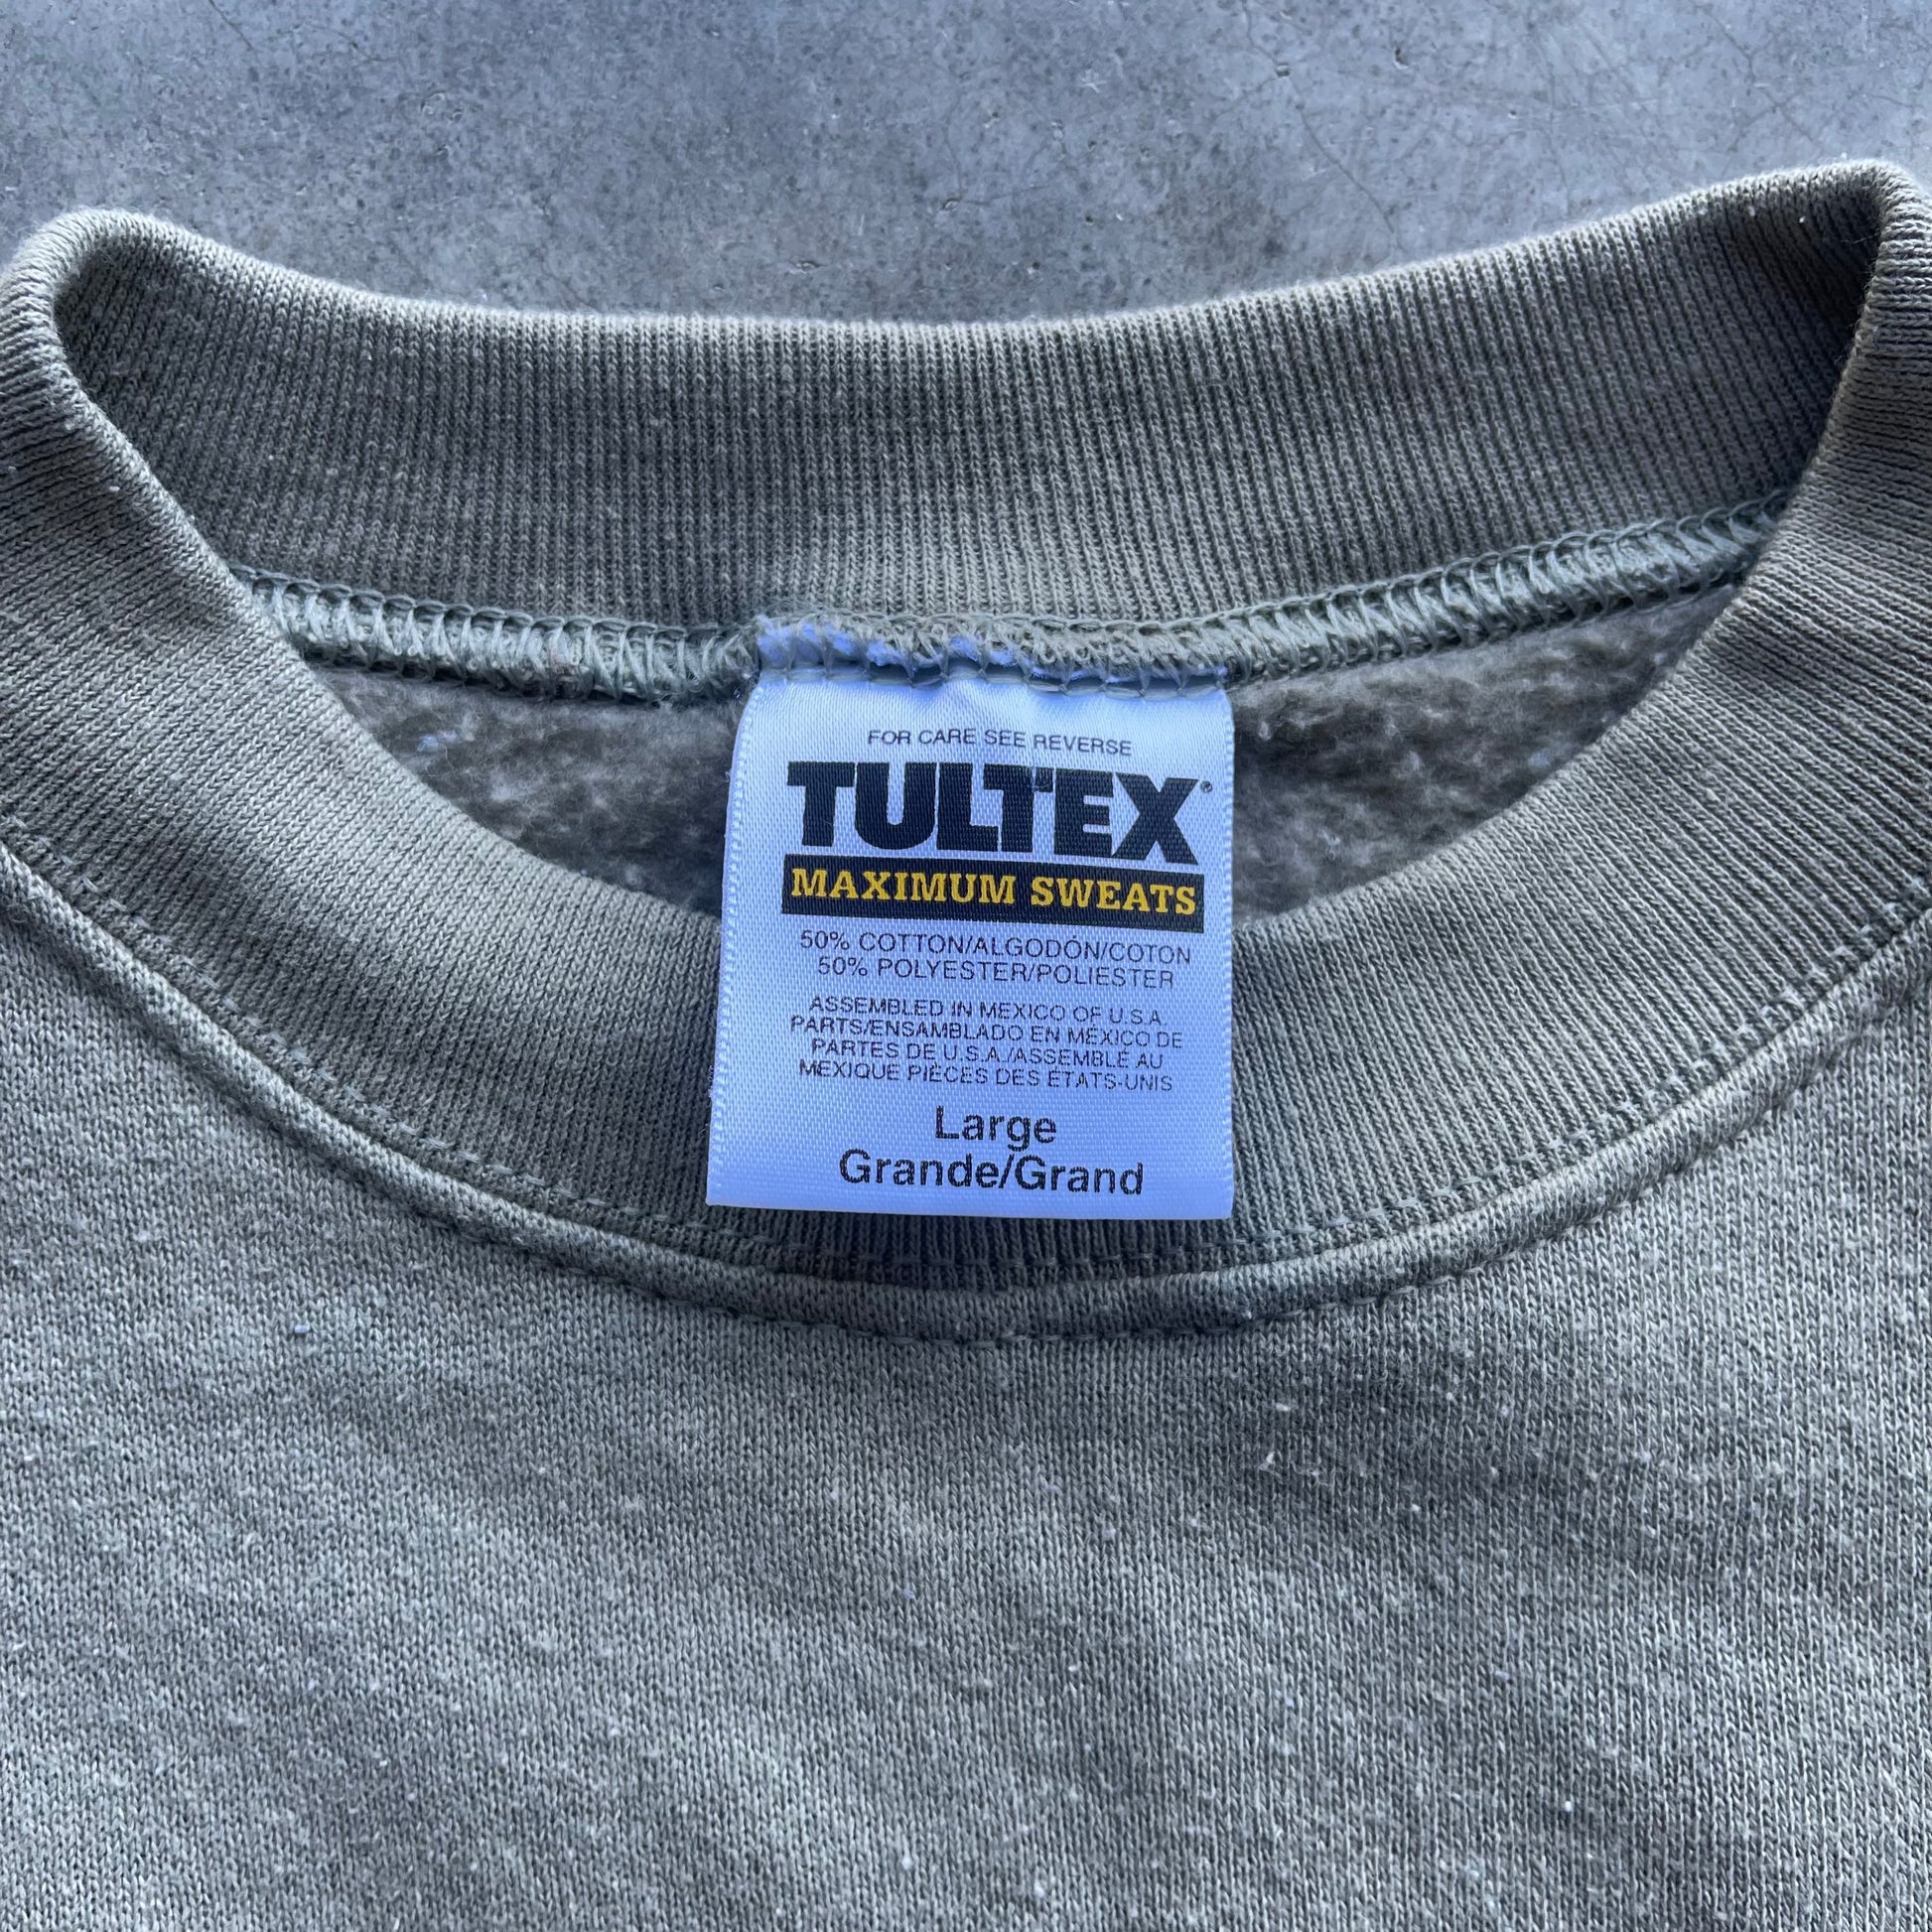 FOR CARE SEE REVERSE
TULTEX®
MAXIMUM SWEATS
50% COTTON/ALGODÓN/COTON
50% POLYESTER/POLIESTER
ASSEMBLED IN MEXICO OF U.S.A.
PARTS/ENSAMBLADO EN MÉXICO DE
PARTES DE U.S.A./ASSEMBLÉ AU
MEXIQUE PIÈCES DES ÉTATS-UNIS
Large
Grande/Grand